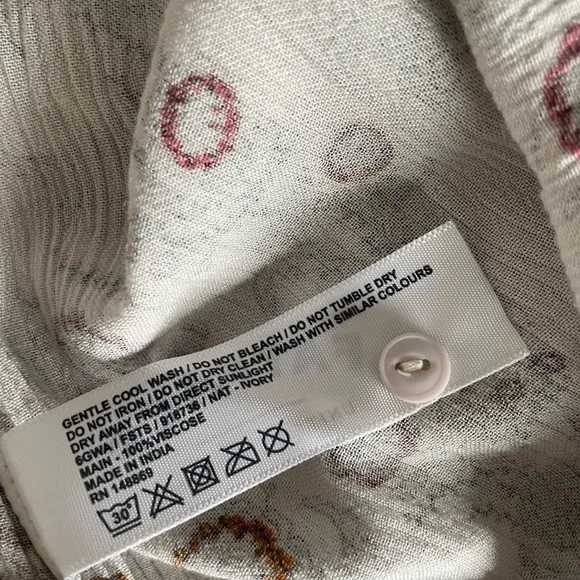 GENTLE COOL WASH / DO NOT BLEACH / DO NOT TUMBLE DRY
DO NOT IRON / DO NOT DRY CLEAN / WASH WITH SIMILAR COLOURS
DRY AWAY FROM DIRECT SUNLIGHT
6GWA / FSTS / 918736 / NAT - IVORY
MAIN - 100%VISCOSE
MADE IN INDIA
RN 148869
30°